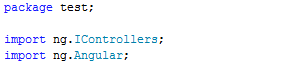 package test;
import ng.IControllers;
import ng.Angular;